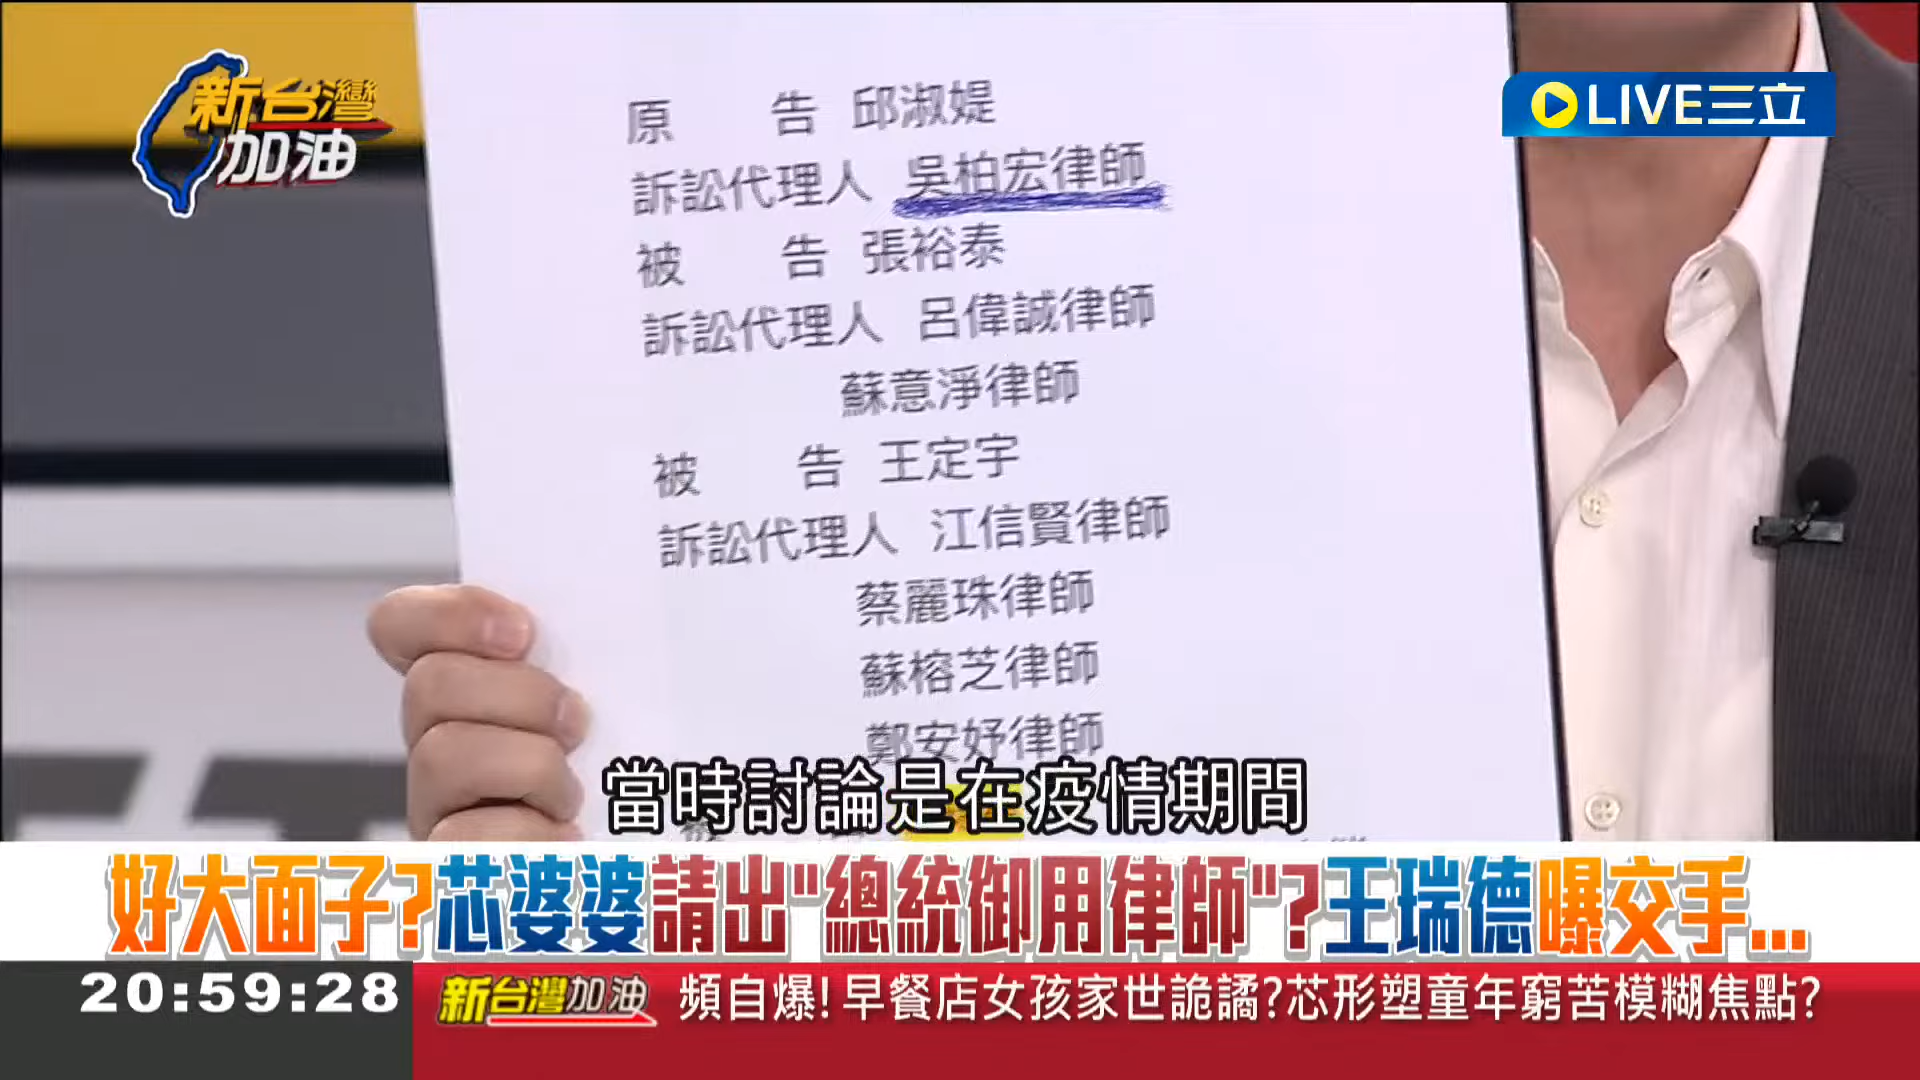 新台灣
加油
LIVE三立
原 告 邱淑媞
訴訟代理人 吳柏宏律師
被 告 張裕泰
訴訟代理人 呂偉誠律師
蘇意淨律師
被 告 王定宇
訴訟代理人 江信賢律師
蔡麗珠律師
蘇榕芝律師
鄭安妤律師
當時討論是在疫情期間
好大面子?芯婆婆請出"總統御用律師"?王瑞德曝交手...
20:59:28
新台灣加油
頻自爆!早餐店女孩家世詭譎?芯形塑童年窮苦模糊焦點?